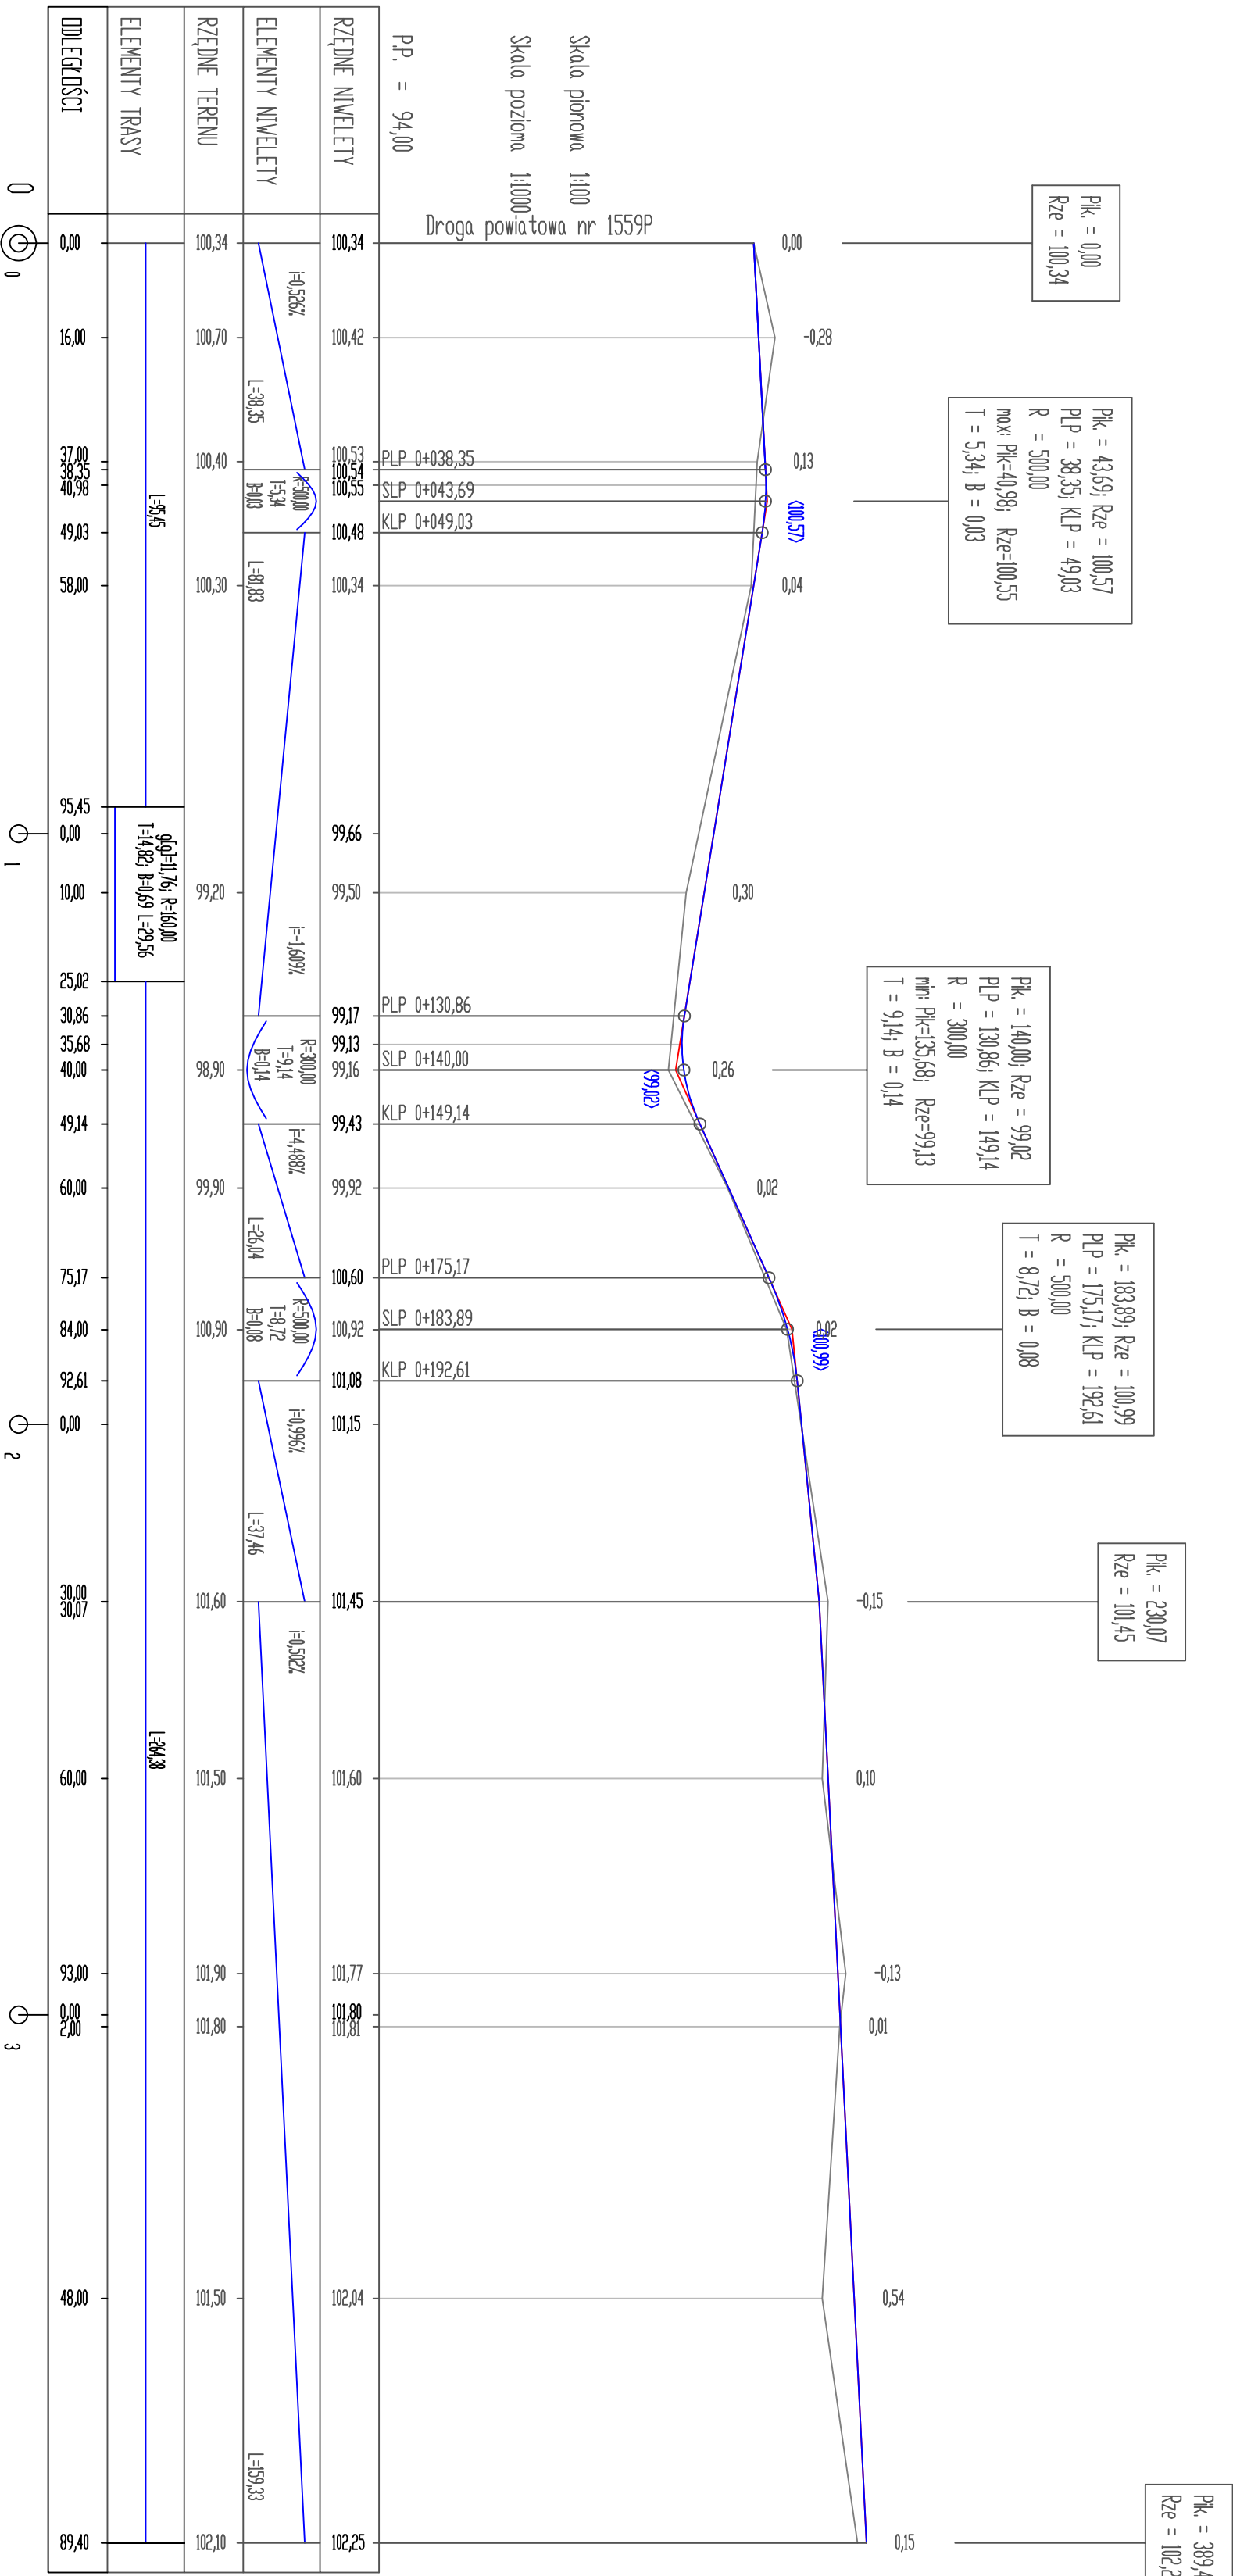 Pik. = 0,00
Rze = 100,34
Pik. = 43,69; Rze = 100,57
PLP = 38,35; KLP = 49,03
R = 500,00
max: Pik=40,98; Rze=100,55
T = 5,34; B = 0,03
Pik. = 140,00; Rze = 99,02
PLP = 130,86; KLP = 149,14
R = 300,00
min: Pik=135,68; Rze=99,13
T = 9,14; B = 0,14
Pik. = 183,89; Rze = 100,99
PLP = 175,17; KLP = 192,61
R = 500,00
T = 8,72; B = 0,08
Pik. = 230,07
Rze = 101,45
Pik. = 389,4
Rze = 102,2
0,00 -0,28 0,13 0,04 0,30 0,26 0,02 0,02 -0,15 0,10 -0,13 0,01 0,54 0,15
<100,57>
<99,02>
<100,99>
Skala pionowa 1:100
Skala pozioma 1:1000
P.P. = 94,00
Droga powiatowa nr 1559P
PLP 0+038,35
SLP 0+043,69
KLP 0+049,03
PLP 0+130,86
SLP 0+140,00
KLP 0+149,14
PLP 0+175,17
SLP 0+183,89
KLP 0+192,61
RZĘDNE NIWELETY 100,34 100,42 100,53 100,54 100,55 100,48 100,34 99,66 99,50 99,17 99,13 99,16 99,43 99,92 100,60 100,92 101,08 101,15 101,45 101,60 101,77 101,80 101,81 102,04 102,25
ELEMENTY NIWELETY
i=0,526%
L=38,35
R=500,00
T=5,34
B=0,03
L=81,83
i=-1,609%
R=300,00
T=9,14
B=0,14
i=4,488%
L=26,04
R=500,00
T=8,72
B=0,08
i=0,996%
L=37,46
i=0,502%
L=159,33
RZĘDNE TERENU 100,34 100,70 100,40 100,30 99,20 98,90 99,90 100,90 101,60 101,50 101,90 101,80 101,50 102,10
ELEMENTY TRASY
L=95,45
g[g]=11,76; R=160,00
T=14,82; B=0,69 L=29,56
L=264,38
ODLEGŁOŚCI 0,00 16,00 37,00 38,35 40,98 49,03 58,00 95,45 0,00 10,00 25,02 30,86 35,68 40,00 49,14 60,00 75,17 84,00 92,61 0,00 30,00 30,07 60,00 93,00 0,00 2,00 48,00 89,40
0
0 1 2 3